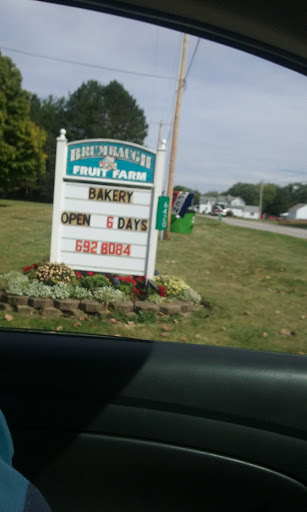 BRUMBAUGH
FRUIT FARM
BAKERY
OPEN 6 DAYS
692 8084